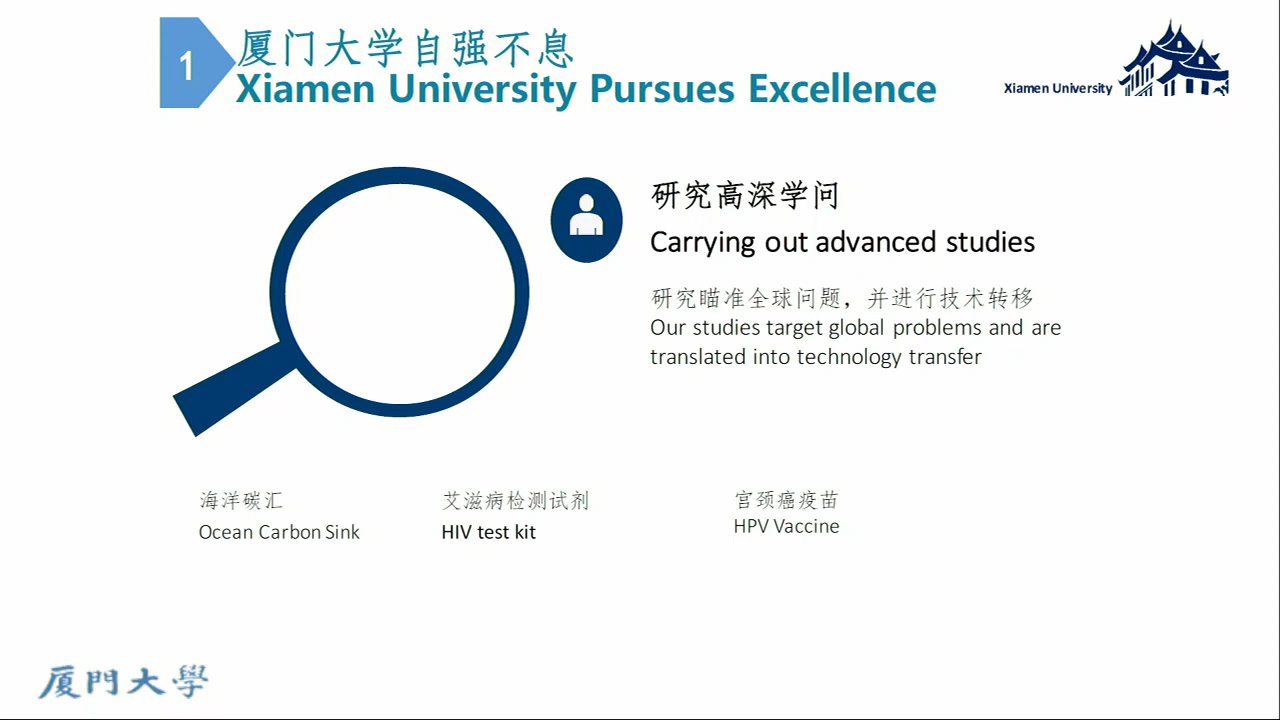 1
厦门大学自强不息
Xiamen University Pursues Excellence
Xiamen University
研究高深学问
Carrying out advanced studies
研究瞄准全球问题，并进行技术转移
Our studies target global problems and are
translated into technology transfer
海洋碳汇
Ocean Carbon Sink
艾滋病检测试剂
HIV test kit
宫颈癌疫苗
HPV Vaccine
厦門大學